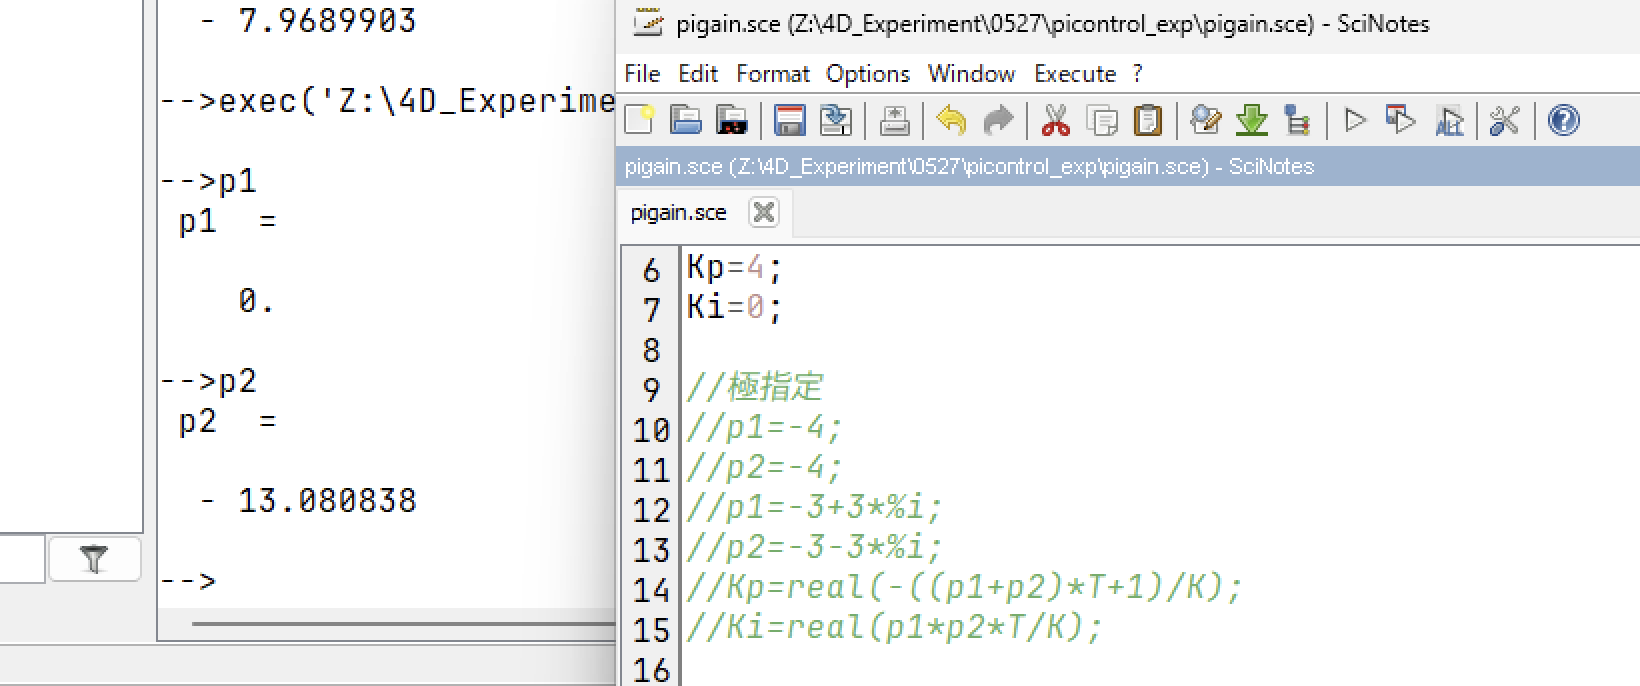 - 7.9689903
-->exec('Z:\4D_Experime
-->p1
p1 =
0.
-->p2
p2 =
- 13.080838
-->
pigain.sce (Z:\4D_Experiment\0527\picontrol_exp\pigain.sce) - SciNotes
File Edit Format Options Window Execute ?
pigain.sce (Z:\4D_Experiment\0527\picontrol_exp\pigain.sce) - SciNotes
pigain.sce
6 Kp=4;
7 Ki=0;
8
9 //極指定
10 //p1=-4;
11 //p2=-4;
12 //p1=-3+3*%i;
13 //p2=-3-3*%i;
14 //Kp=real(-((p1+p2)*T+1)/K);
15 //Ki=real(p1*p2*T/K);
16